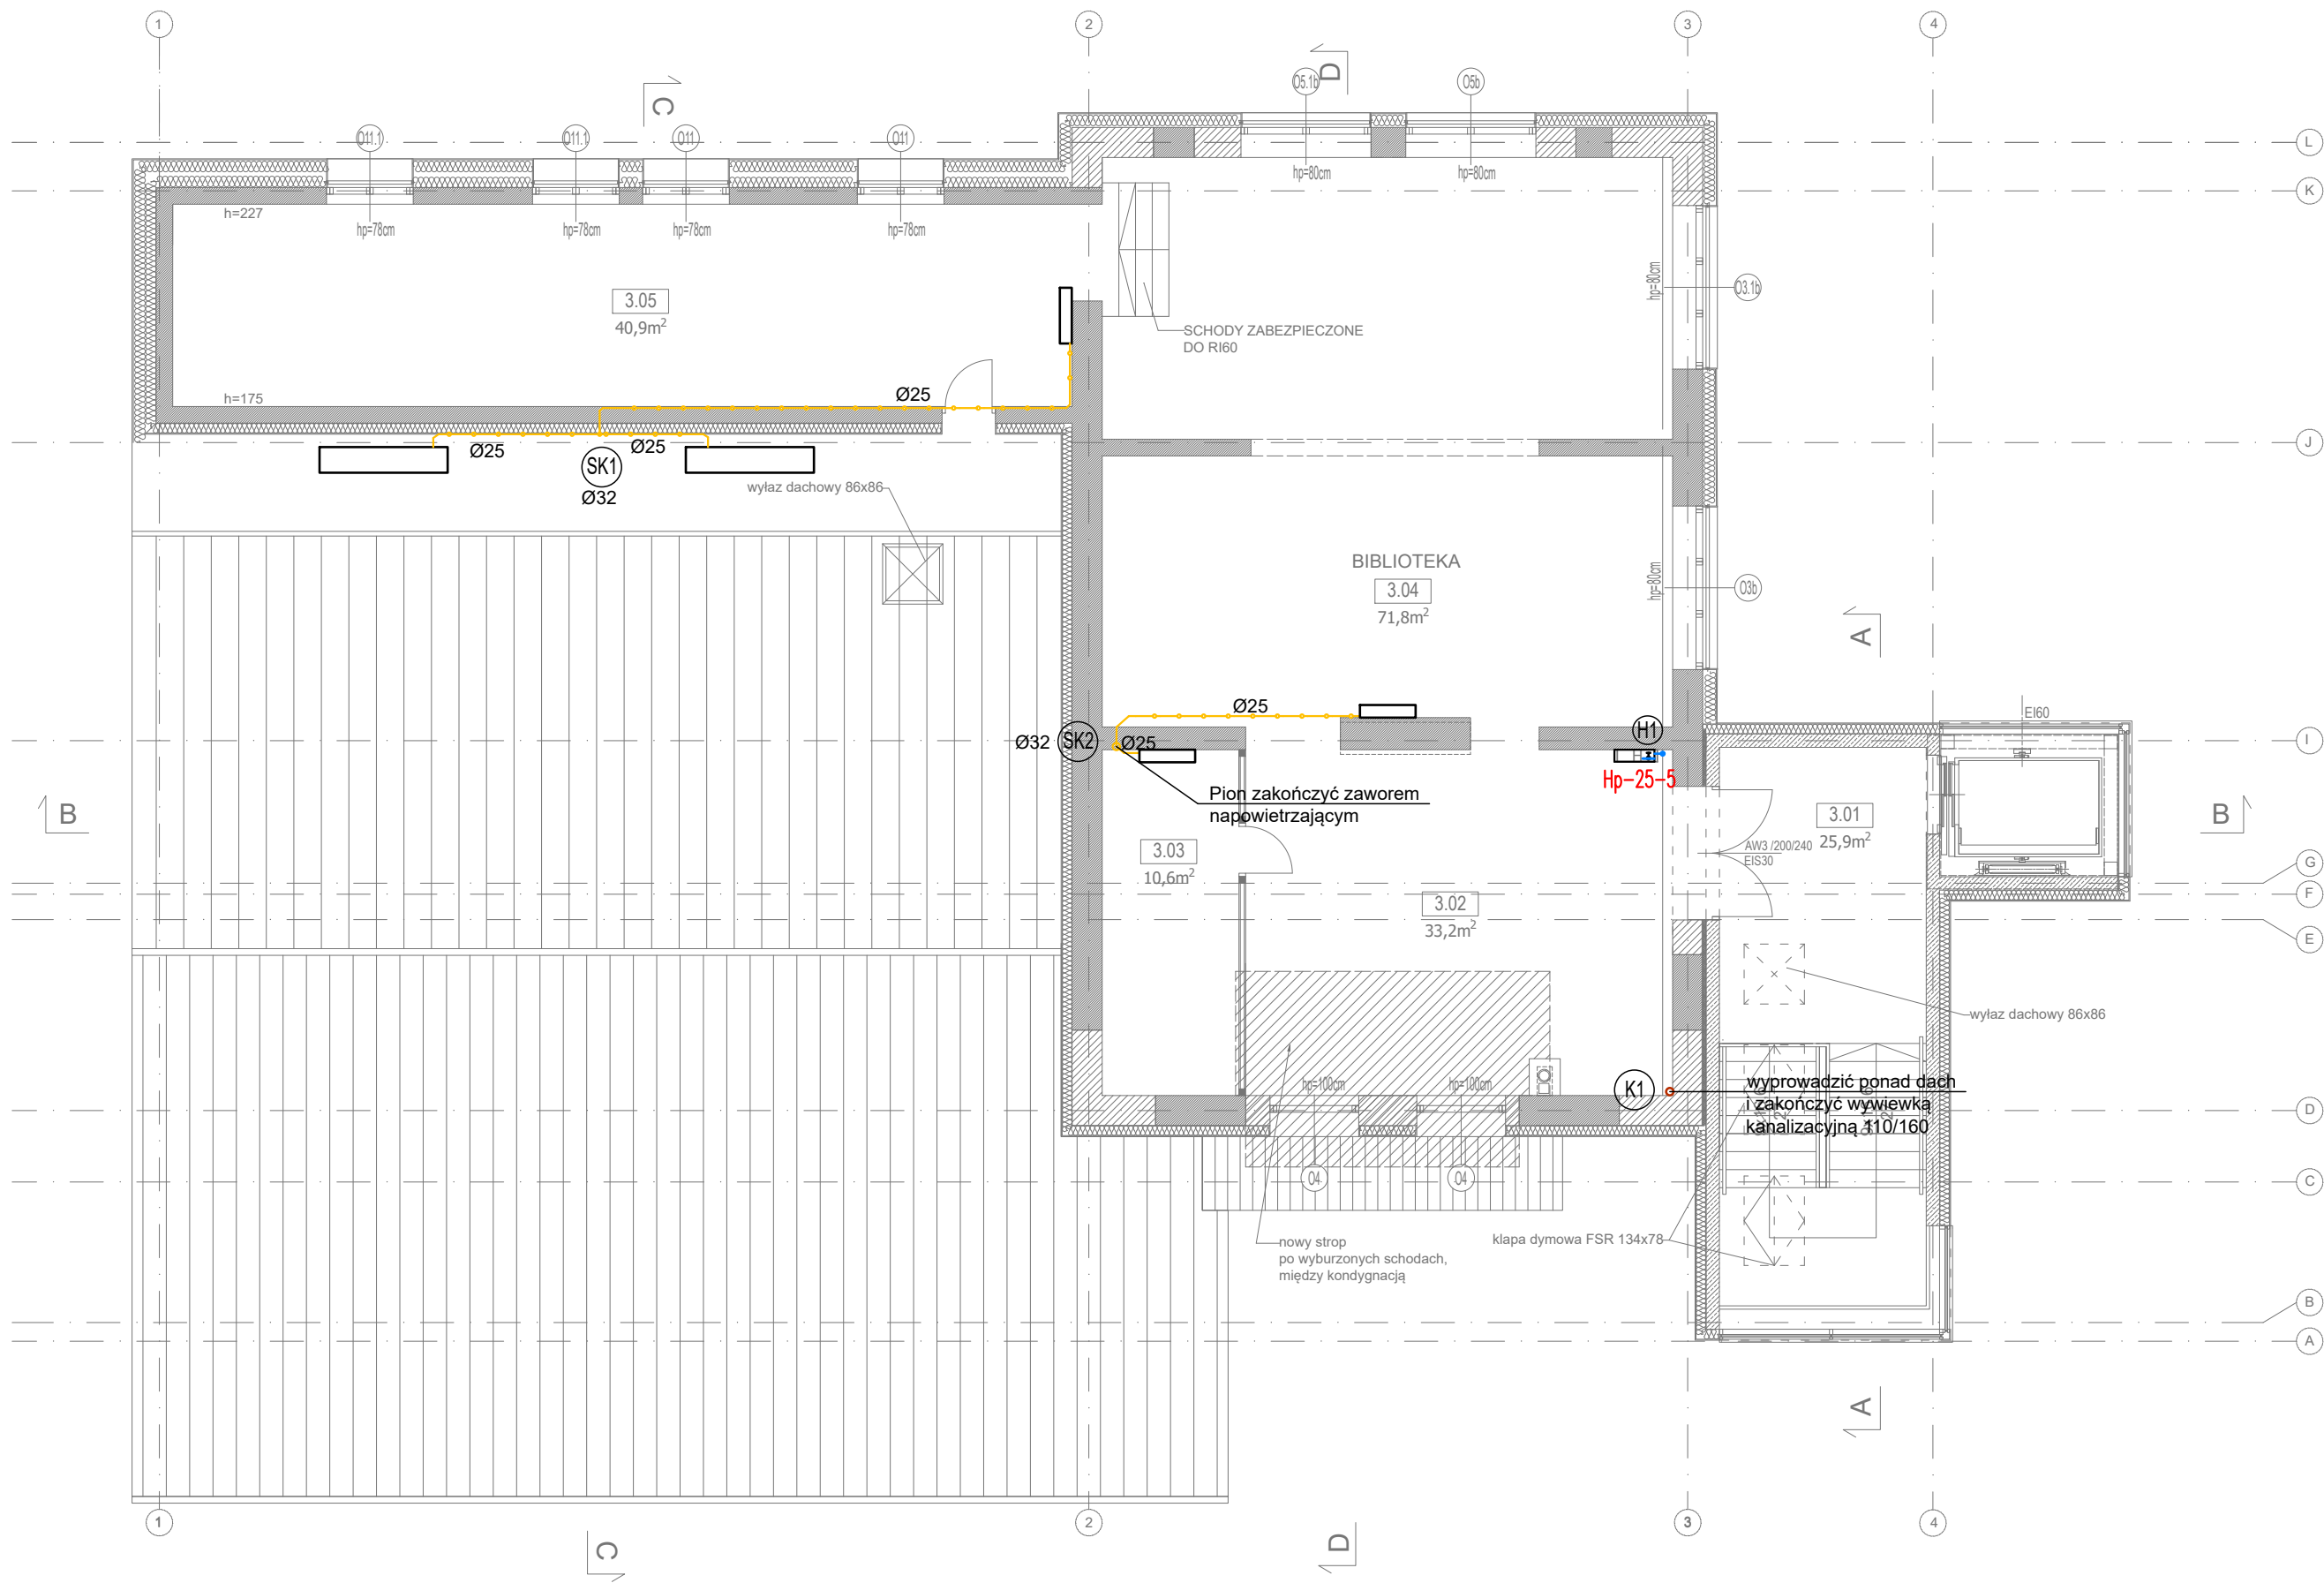 1
2
3
4
D
C
O5.1b
O5b
O11.1
O11.1
O11
O11
L
K
hp=80cm
hp=80cm
h=227
hp=78cm
hp=78cm
hp=78cm
hp=78cm
hp=80cm
O3.1b
3.05
40,9m²
SCHODY ZABEZPIECZONE
DO RI60
h=175
Ø25
Ø25
Ø25
SK1
Ø32
wyłaz dachowy 86x86
J
BIBLIOTEKA
3.04
71,8m²
hp=80cm
O3b
A
Ø25
Ø32
SK2
Ø25
H1
Hp-25-5
EI60
I
B
Pion zakończyć zaworem
napowietrzającym
3.01
25,9m²
AW3 /200/240
EIS30
B
3.03
10,6m²
G
F
3.02
33,2m²
E
wyłaz dachowy 86x86
hp=100cm
hp=100cm
K1
wyprowadzić ponad dach
i zakończyć wywiewką
kanalizacyjną 110/160
D
O4
O4
C
nowy strop
po wyburzonych schodach,
między kondygnacją
klapa dymowa FSR 134x78
B
A
A
1
2
3
4
C
D